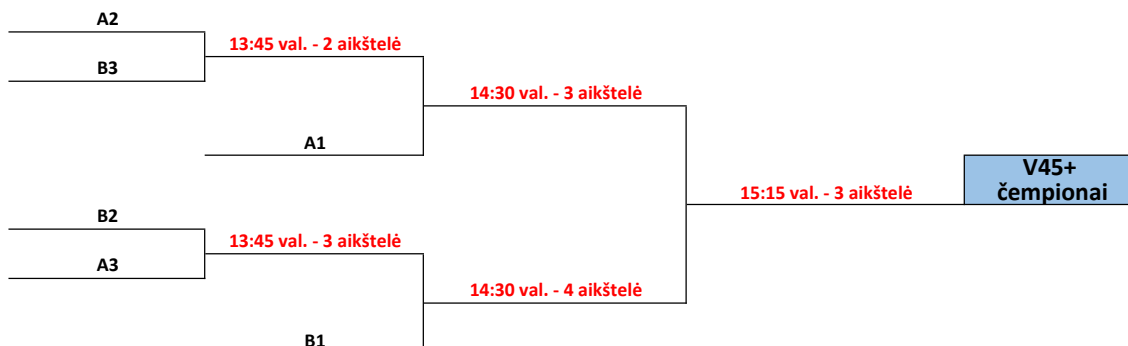 A2
13:45 val. - 2 aikštelė
B3
14:30 val. - 3 aikštelė
A1
V45+
čempionai
15:15 val. - 3 aikštelė
B2
13:45 val. - 3 aikštelė
A3
14:30 val. - 4 aikštelė
B1